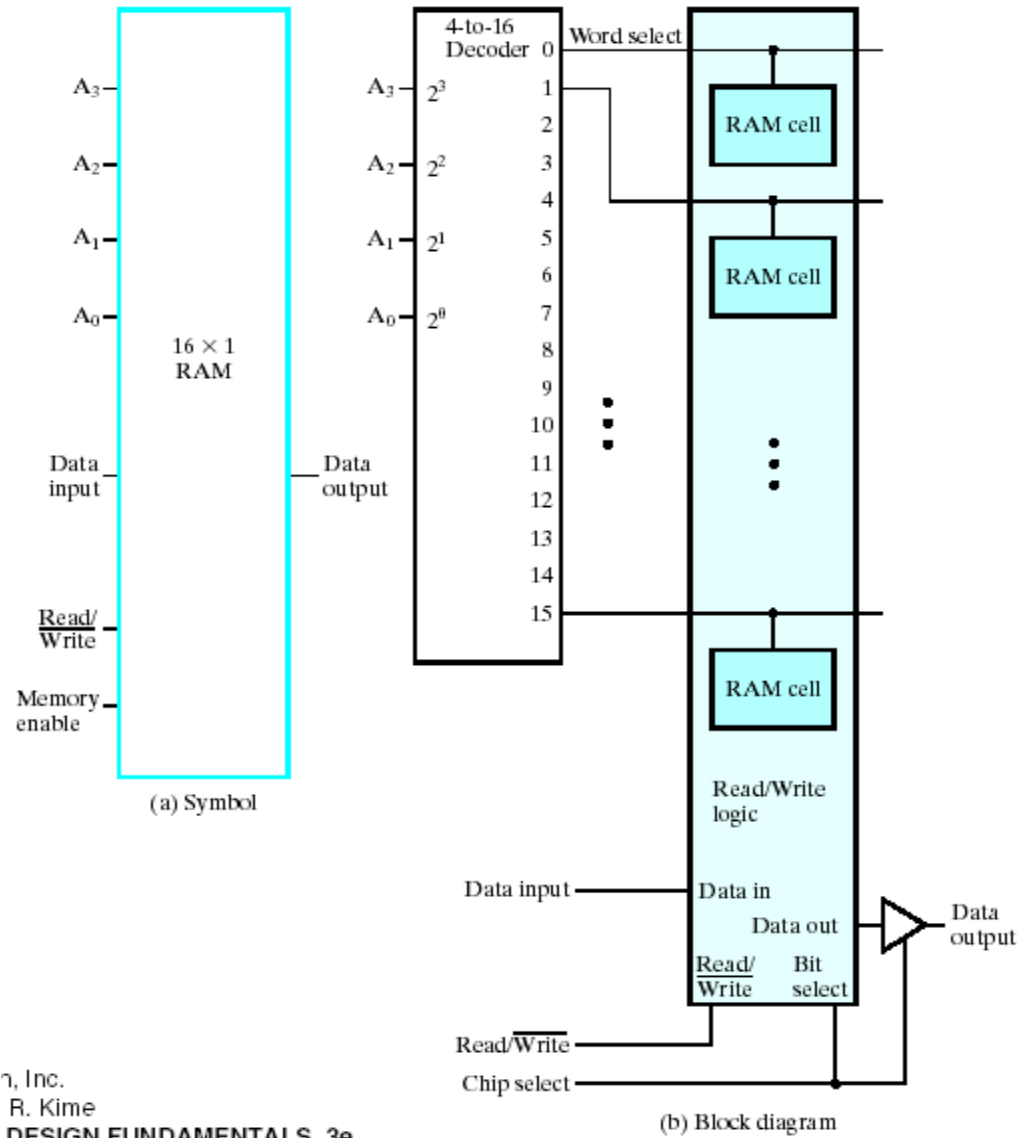 A₃
A₂
A₁
A₀
16 × 1
RAM
Data
input
Data
output
Read/
W̅r̅i̅t̅e̅
Memory
enable
(a) Symbol
4-to-16
Decoder
A₃
A₂
A₁
A₀
2³
2²
2¹
2⁰
0
1
2
3
4
5
6
7
8
9
10
11
12
13
14
15
Word select
RAM cell
RAM cell
RAM cell
Read/Write
logic
Data input
Data in
Data out
Data
output
Read/
W̅r̅i̅t̅e̅
Bit
select
Read/W̅r̅i̅t̅e̅
Chip select
(b) Block diagram
, Inc.
R. Kime
DESIGN FUNDAMENTALS, 3e